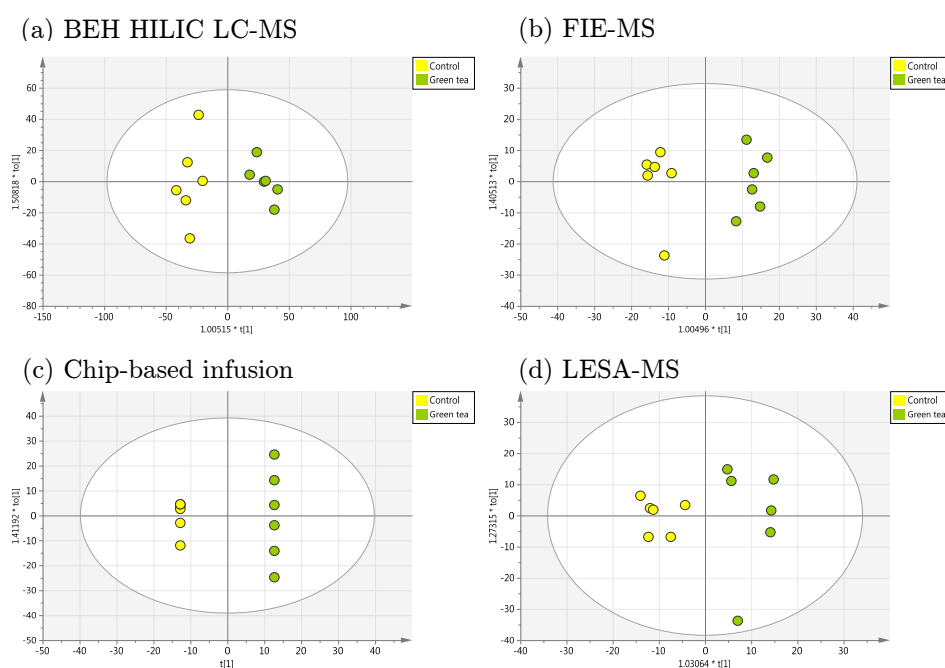 (a) BEH HILIC LC-MS
Control
Green tea
60
40
20
0
-20
-40
-60
-80
-150 -100 -50 0 50 100
1.50818 * to[1]
1.00515 * t[1]
(b) FIE-MS
Control
Green tea
30
20
10
0
-10
-20
-30
-40
-50 -40 -30 -20 -10 0 10 20 30 40
1.40513 * to[1]
1.00496 * t[1]
(c) Chip-based infusion
Control
Green tea
40
30
20
10
0
-10
-20
-30
-40
-50
-50 -40 -30 -20 -10 0 10 20 30 40
1.41192 * to[1]
t[1]
(d) LESA-MS
Control
Green tea
30
20
10
0
-10
-20
-30
-40
-40 -30 -20 -10 0 10 20 30 40
1.27315 * to[1]
1.03064 * t[1]